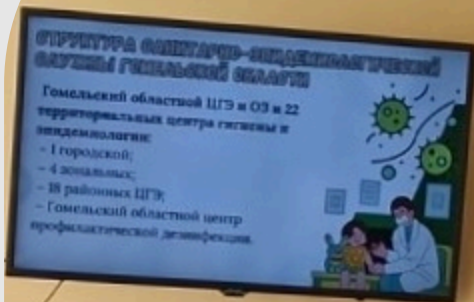 СТРУКТУРА САНИТАРНО-ЭПИДЕМИОЛОГИЧЕСКОЙ
СЛУЖБЫ ГОМЕЛЬСКОЙ ОБЛАСТИ
Гомельский областной ЦГЭ и ОЗ и 22
территориальных центра гигиены и
эпидемиологии:
- 1 городской;
- 4 зональных;
- 18 районных ЦГЭ;
- Гомельский областной центр
профилактической дезинфекции.